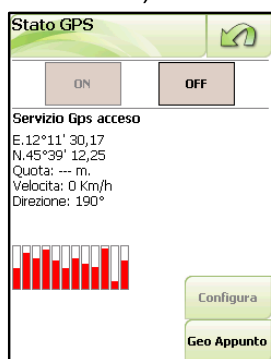 Stato GPS
ON OFF
Servizio Gps acceso
E.12°11' 30,17
N.45°39' 12,25
Quota: --- m.
Velocita: 0 Km/h
Direzione: 190°
Configura
Geo Appunto